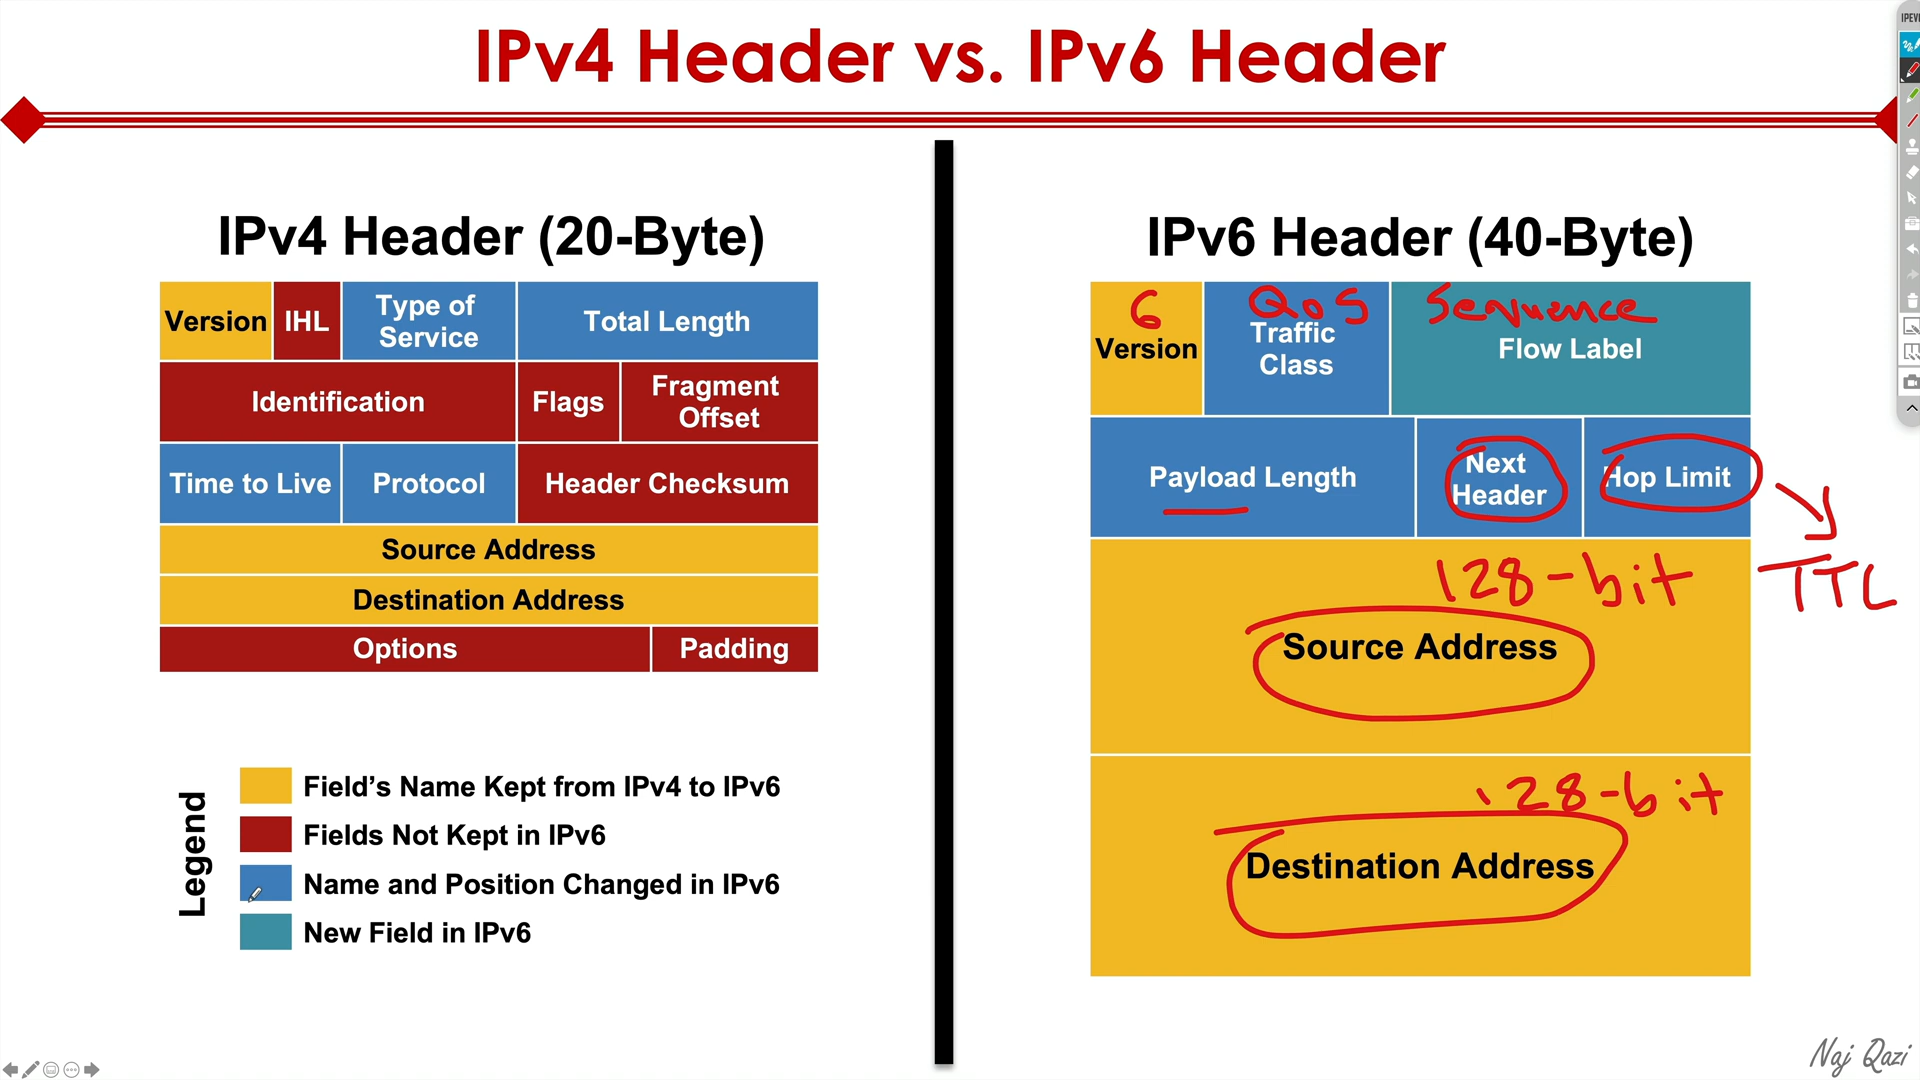 IPv4 Header vs. IPv6 Header
IPv4 Header (20-Byte)
Version
IHL
Type of
Service
Total Length
Identification
Flags
Fragment
Offset
Time to Live
Protocol
Header Checksum
Source Address
Destination Address
Options
Padding
Legend
Field's Name Kept from IPv4 to IPv6
Fields Not Kept in IPv6
Name and Position Changed in IPv6
New Field in IPv6
IPv6 Header (40-Byte)
6
Version
QoS
Traffic
Class
Sequence
Flow Label
Payload Length
Next
Header
Hop Limit
TTL
128-bit
Source Address
128-bit
Destination Address
Naj Qazi